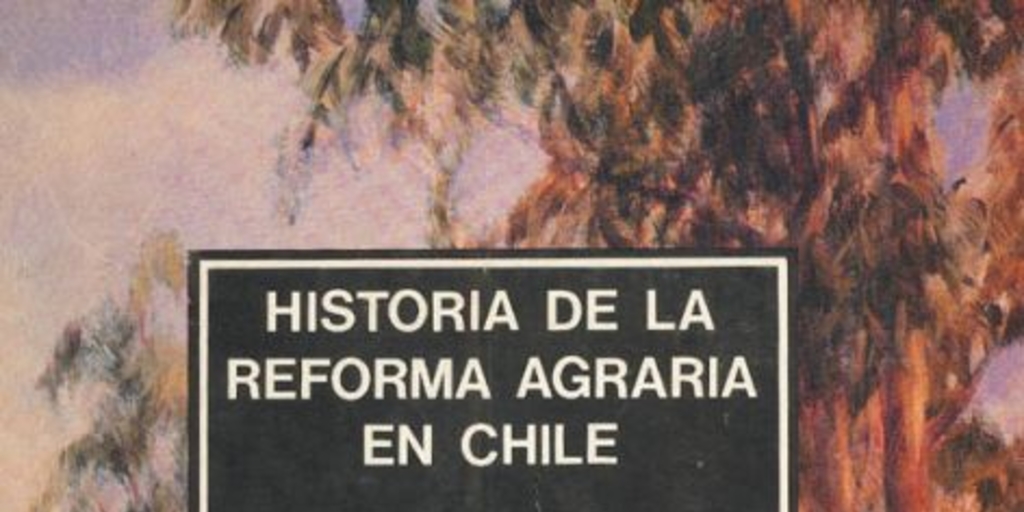 HISTORIA DE LA
REFORMA AGRARIA
EN CHILE